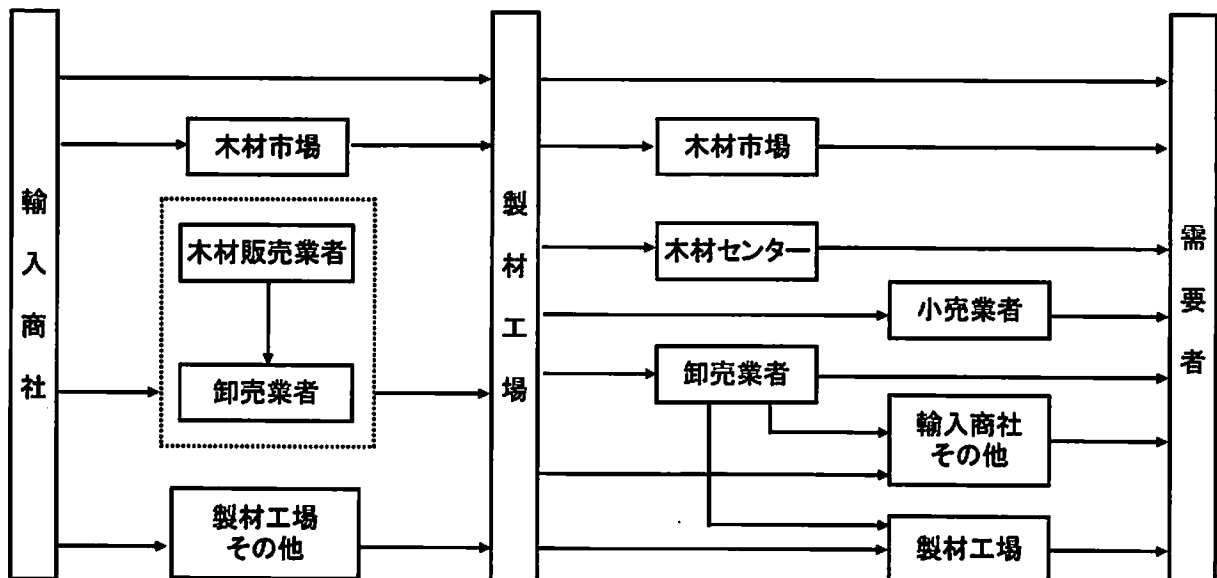 輸入商社
木材市場
木材販売業者
卸売業者
製材工場
その他
製材工場
木材市場
木材センター
小売業者
卸売業者
輸入商社
その他
製材工場
需要者